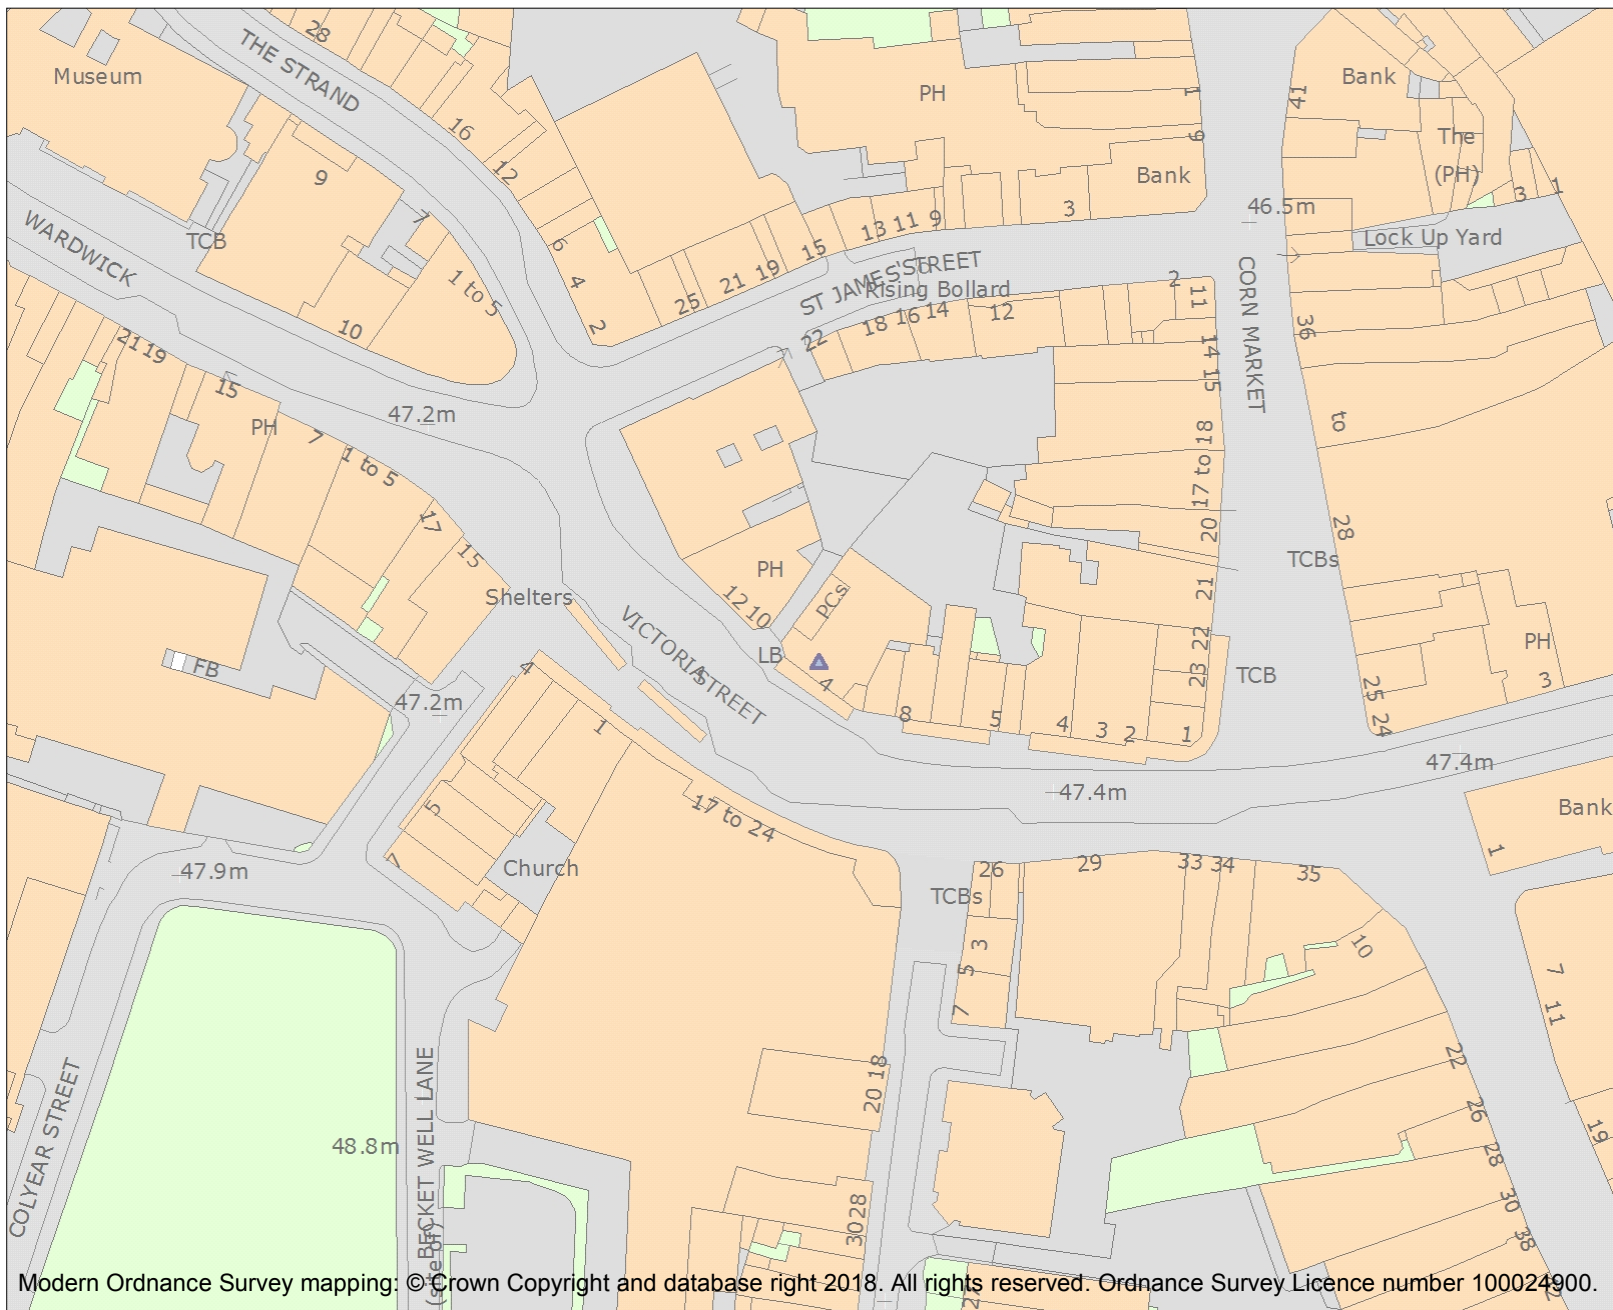 28
THE STRAND
Museum
PH
Bank
41
1
6
16
The
(PH)
12
9
Bank
3
1
3
7
46.5m
WARDWICK
TCB
13 11 9
Lock Up Yard
6
15
ST JAMES'S STREET
4
21 19
Rising Bollard
2
11
CORN MARKET
1 to 5
25
18 16 14
12
36
10
2
22
21 19
14
15
15
47.2m
to
PH
7
1 to 5
17 to 18
17
20
28
15
TCBs
PH
21
Shelters
12 10
PCs
VICTORIA STREET
22
PH
FB
4
LB
TCB
4
23
3
47.2m
25
24
8
5
4
3
2
1
1
47.4m
47.4m
5
17 to 24
Bank
1
7
Church
47.9m
26
29
33 34
35
TCBs
3
10
5
7
7
11
22
20 18
26
19
COLYEAR STREET
BECKET WELL LANE
48.8m
28
30 28
30
38
(site of)
27
Modern Ordnance Survey mapping: © Crown Copyright and database right 2018. All rights reserved. Ordnance Survey Licence number 100024900.